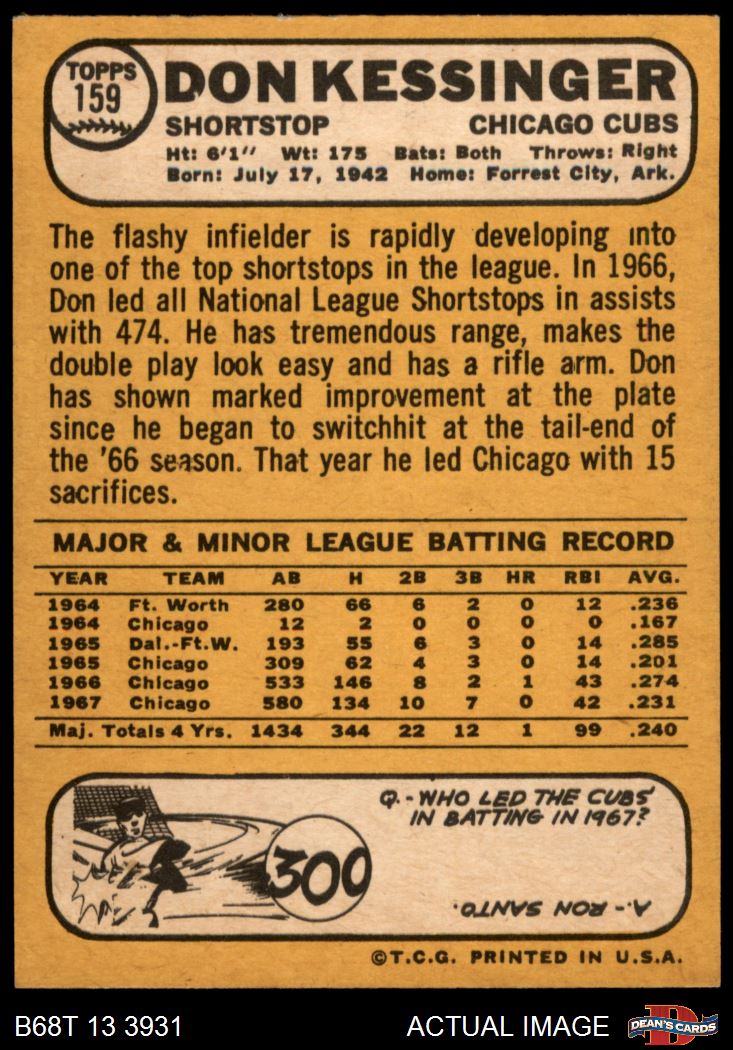 TOPPS
159
DON KESSINGER
SHORTSTOP CHICAGO CUBS
Ht: 6'1" Wt: 175 Bats: Both Throws: Right
Born: July 17, 1942 Home: Forrest City, Ark.
The flashy infielder is rapidly developing into
one of the top shortstops in the league. In 1966,
Don led all National League Shortstops in assists
with 474. He has tremendous range, makes the
double play look easy and has a rifle arm. Don
has shown marked improvement at the plate
since he began to switchhit at the tail-end of
the '66 season. That year he led Chicago with 15
sacrifices.
MAJOR & MINOR LEAGUE BATTING RECORD
YEAR TEAM AB H 2B 3B HR RBI AVG.
1964 Ft. Worth 280 66 6 2 0 12 .236
1964 Chicago 12 2 0 0 0 0 .167
1965 Dal.-Ft.W. 193 55 6 3 0 14 .285
1965 Chicago 309 62 4 3 0 14 .201
1966 Chicago 533 146 8 2 1 43 .274
1967 Chicago 580 134 10 7 0 42 .231
Maj. Totals 4 Yrs. 1434 344 22 12 1 99 .240
Q.-WHO LED THE CUBS'
IN BATTING IN 1967?
300
A.-RON SANTO.
©T.C.G. PRINTED IN U.S.A.
B68T 13 3931 ACTUAL IMAGE D DEAN'S CARDS